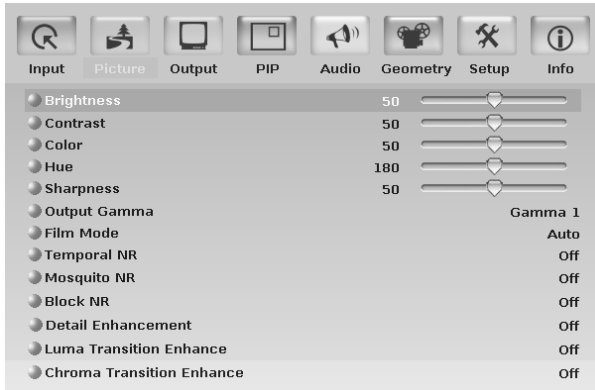 Input Picture Output PIP Audio Geometry Setup Info
Brightness 50
Contrast 50
Color 50
Hue 180
Sharpness 50
Output Gamma Gamma 1
Film Mode Auto
Temporal NR Off
Mosquito NR Off
Block NR Off
Detail Enhancement Off
Luma Transition Enhance Off
Chroma Transition Enhance Off